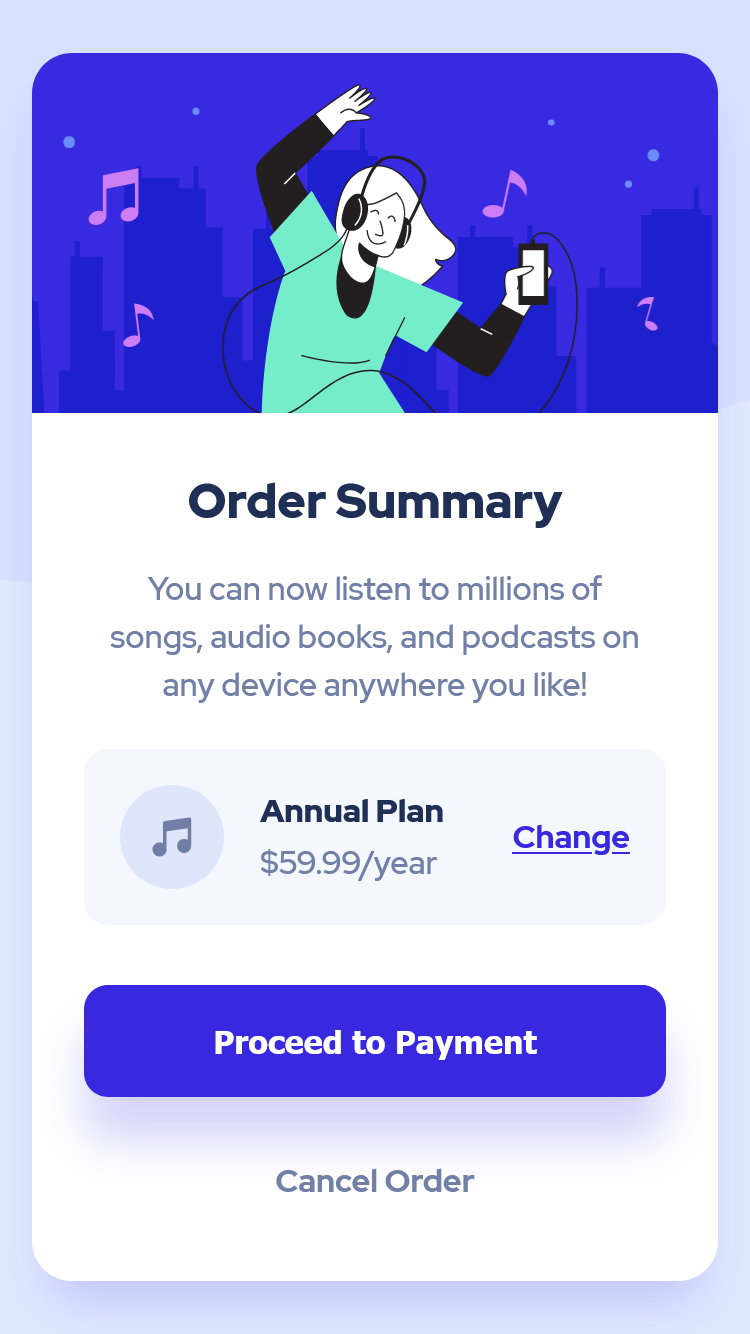 Order Summary
You can now listen to millions of
songs, audio books, and podcasts on
any device anywhere you like!
Annual Plan
$59.99/year
Change
Proceed to Payment
Cancel Order